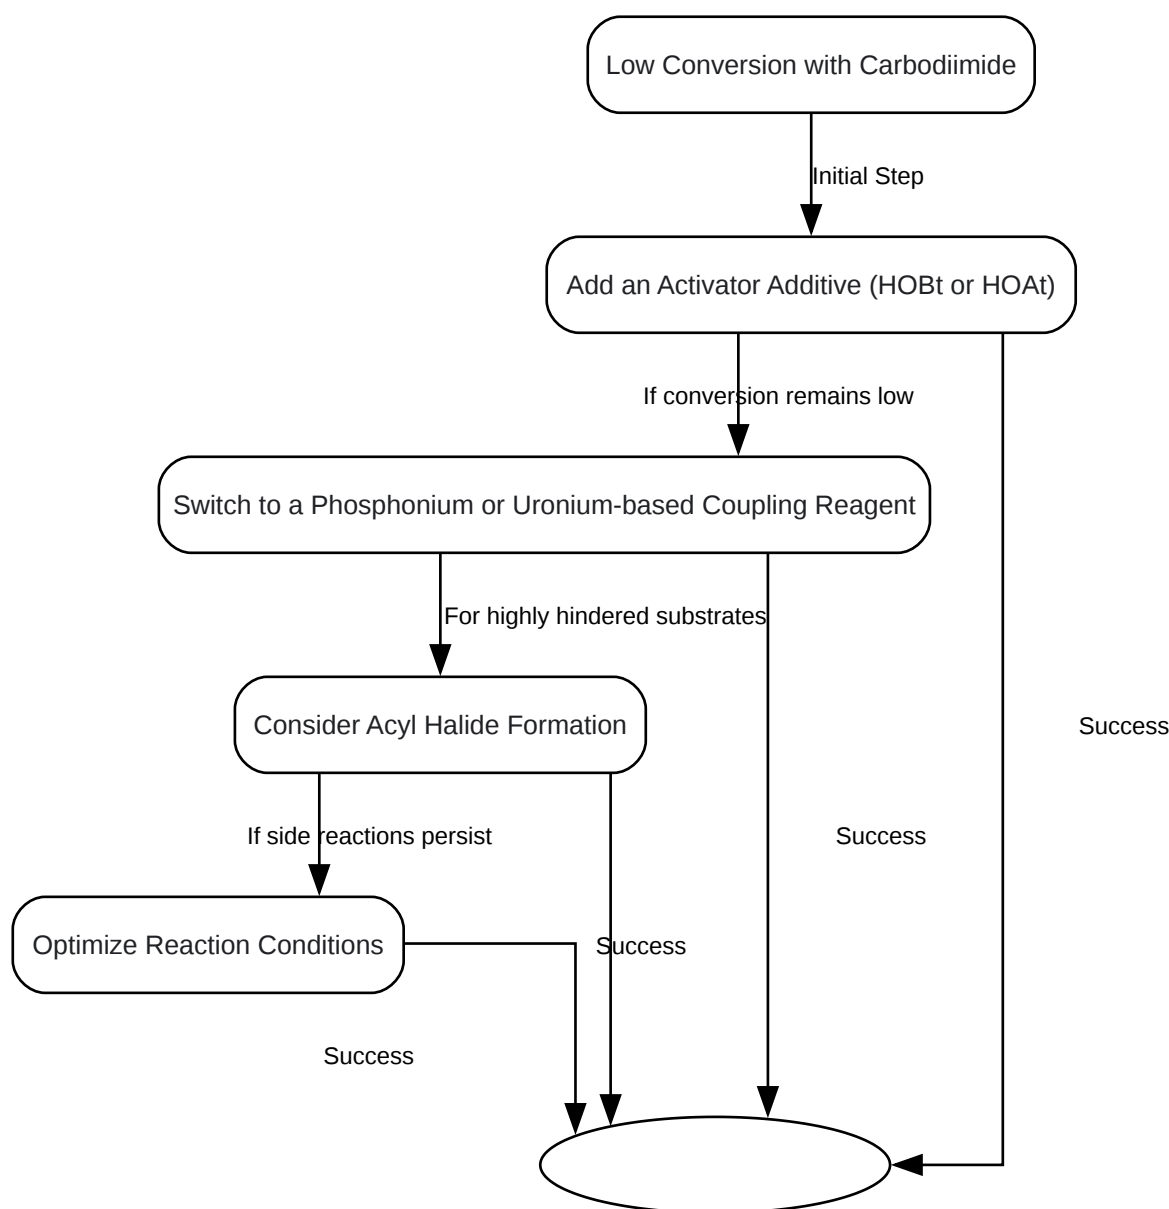 Low Conversion with Carbodiimide
Initial Step
Add an Activator Additive (HOBt or HOAt)
If conversion remains low
Switch to a Phosphonium or Uronium-based Coupling Reagent
For highly hindered substrates
Consider Acyl Halide Formation
Success
If side reactions persist
Success
Optimize Reaction Conditions
Success
Success